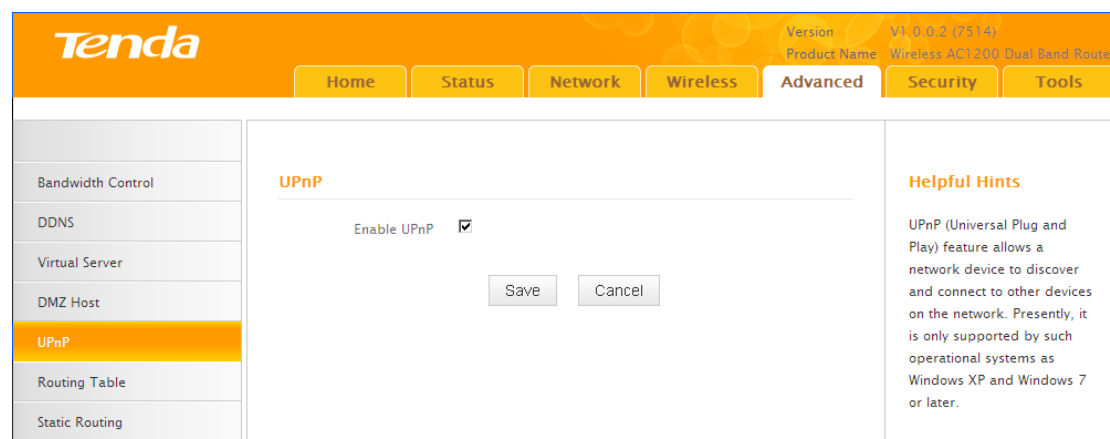 Tenda
Version V1.0.0.2 (7514)
Product Name Wireless AC1200 Dual Band Route
Home Status Network Wireless Advanced Security Tools
Bandwidth Control
DDNS
Virtual Server
DMZ Host
UPnP
Routing Table
Static Routing
UPnP
Enable UPnP
Save Cancel
Helpful Hints
UPnP (Universal Plug and
Play) feature allows a
network device to discover
and connect to other devices
on the network. Presently, it
is only supported by such
operational systems as
Windows XP and Windows 7
or later.